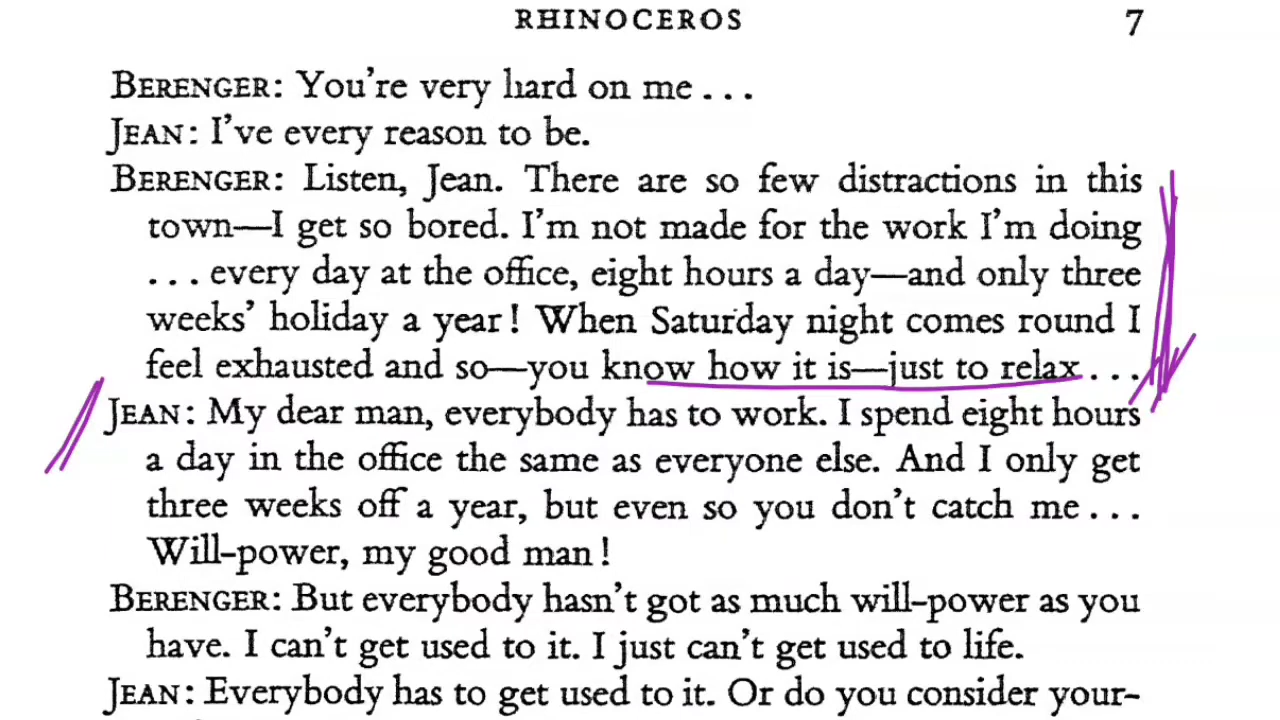 RHINOCEROS 7
BERENGER: You're very hard on me . . .
JEAN: I've every reason to be.
BERENGER: Listen, Jean. There are so few distractions in this
town—I get so bored. I'm not made for the work I'm doing
. . . every day at the office, eight hours a day—and only three
weeks' holiday a year! When Saturday night comes round I
feel exhausted and so—you know how it is—just to relax . . .
JEAN: My dear man, everybody has to work. I spend eight hours
a day in the office the same as everyone else. And I only get
three weeks off a year, but even so you don't catch me . . .
Will-power, my good man!
BERENGER: But everybody hasn't got as much will-power as you
have. I can't get used to it. I just can't get used to life.
JEAN: Everybody has to get used to it. Or do you consider your-